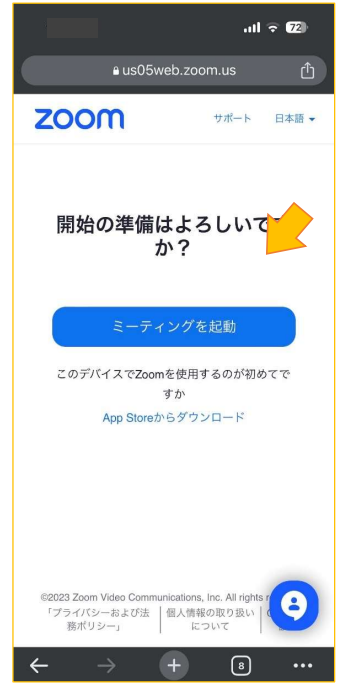 72
us05web.zoom.us
zoom
サポート 日本語
開始の準備はよろしいで
か？
ミーティングを起動
このデバイスでZoomを使用するのが初めてで
すか
App Storeからダウンロード
©2023 Zoom Video Communications, Inc. All rights
「プライバシーおよび法 個人情報の取り扱い
務ポリシー」 について
8